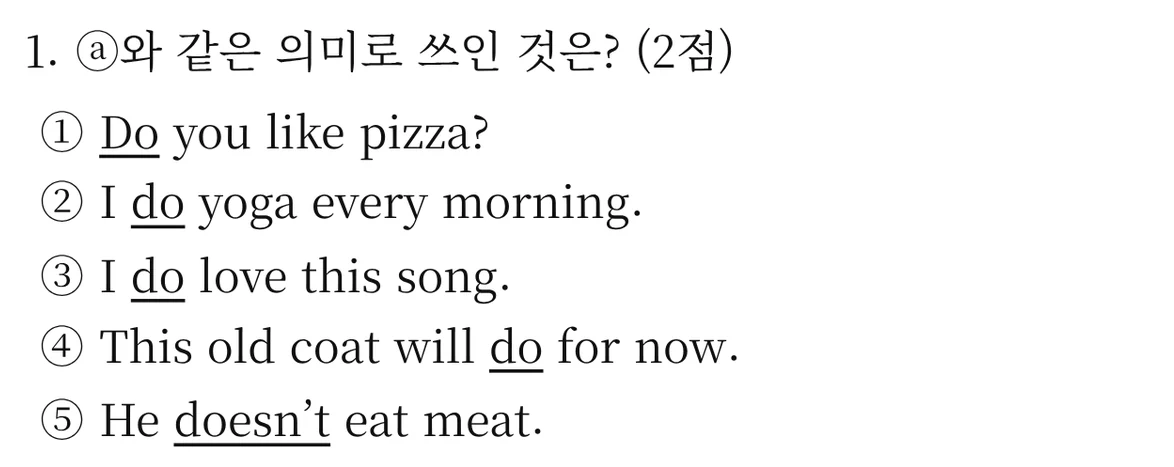 1. ⓐ와 같은 의미로 쓰인 것은? (2점)
① Do you like pizza?
② I do yoga every morning.
③ I do love this song.
④ This old coat will do for now.
⑤ He doesn’t eat meat.